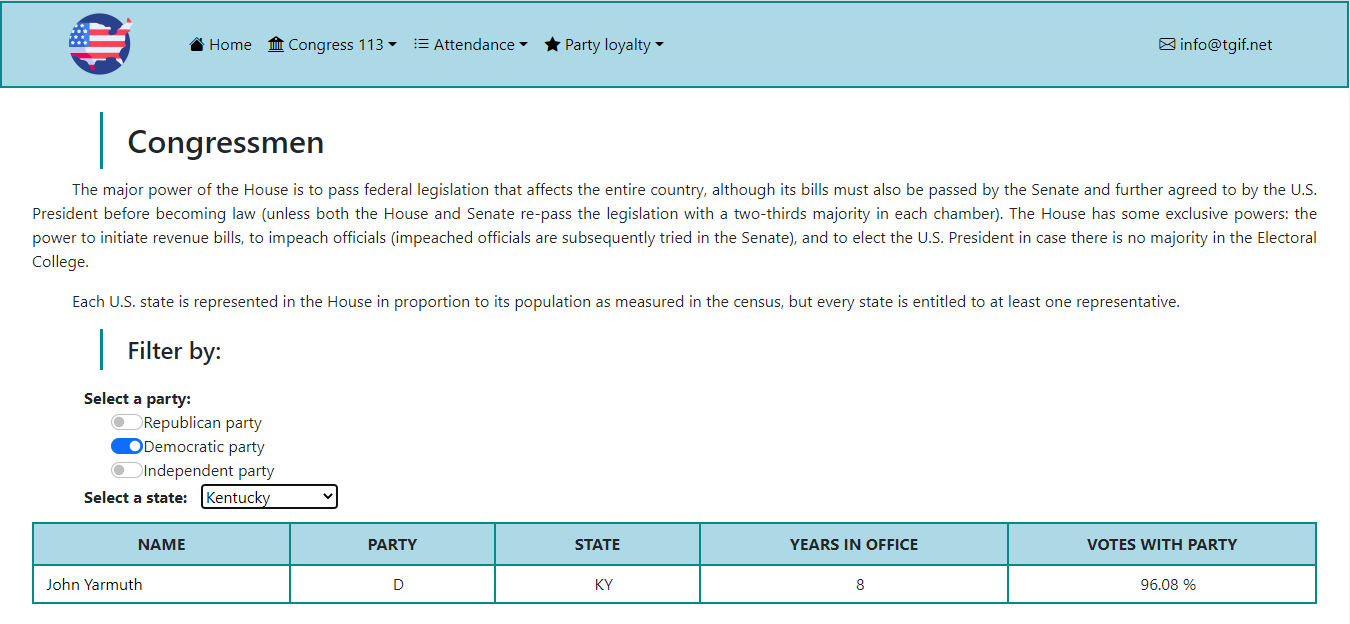 Home Congress 113 Attendance Party loyalty info@tgif.net
Congressmen
The major power of the House is to pass federal legislation that affects the entire country, although its bills must also be passed by the Senate and further agreed to by the U.S.
President before becoming law (unless both the House and Senate re-pass the legislation with a two-thirds majority in each chamber). The House has some exclusive powers: the
power to initiate revenue bills, to impeach officials (impeached officials are subsequently tried in the Senate), and to elect the U.S. President in case there is no majority in the Electoral
College.
Each U.S. state is represented in the House in proportion to its population as measured in the census, but every state is entitled to at least one representative.
Filter by:
Select a party:
Republican party
Democratic party
Independent party
Select a state: Kentucky
NAME PARTY STATE YEARS IN OFFICE VOTES WITH PARTY
John Yarmuth D KY 8 96.08 %